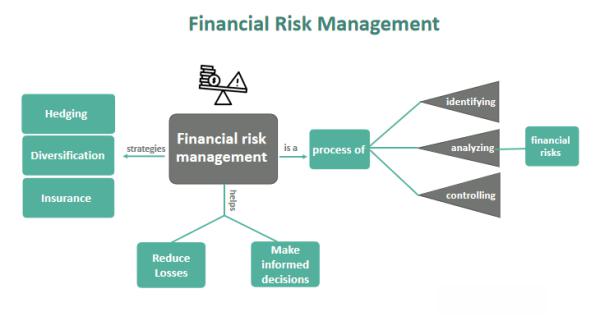 Financial Risk Management
Hedging
Diversification
Insurance
strategies
Financial risk
management
is a
process of
identifying
analyzing
controlling
financial
risks
helps
Reduce
Losses
Make
informed
decisions